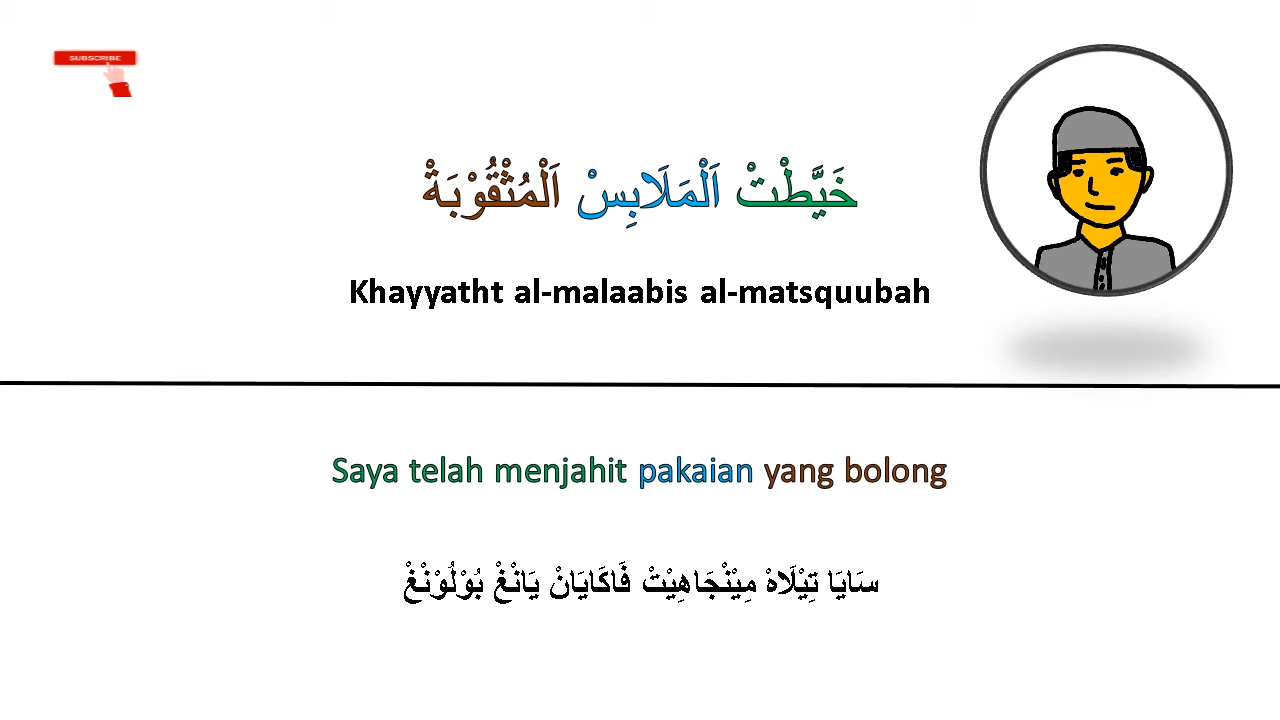 SUBSCRIBE
خَيَّطْتْ اَلْمَلَابِسْ اَلْمُثْقُوْبَةْ
Khayyatht al-malaabis al-matsquubah
Saya telah menjahit pakaian yang bolong
سَايَا تِيْلَاهْ مِيْنْجَاهِيْتْ فَاكَايَانْ يَانْغْ بُوْلُوْنْغْ